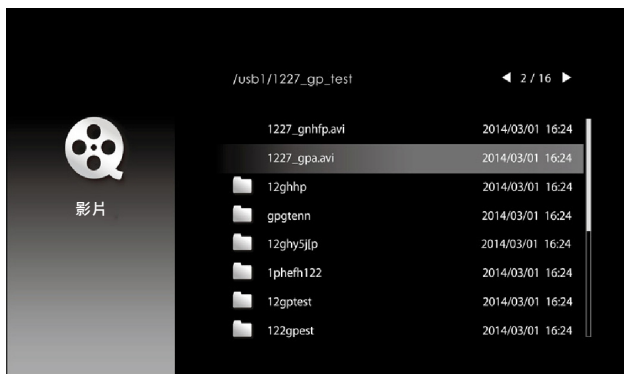 /usb1/1227_gp_test ◀ 2/16 ▶
影片
1227_gnhfp.avi 2014/03/01 16:24
1227_gpa.avi 2014/03/01 16:24
12ghhp 2014/03/01 16:24
gpgtenn 2014/03/01 16:24
12ghy5j[p 2014/03/01 16:24
1phefh122 2014/03/01 16:24
12gptest 2014/03/01 16:24
122gpest 2014/03/01 16:24